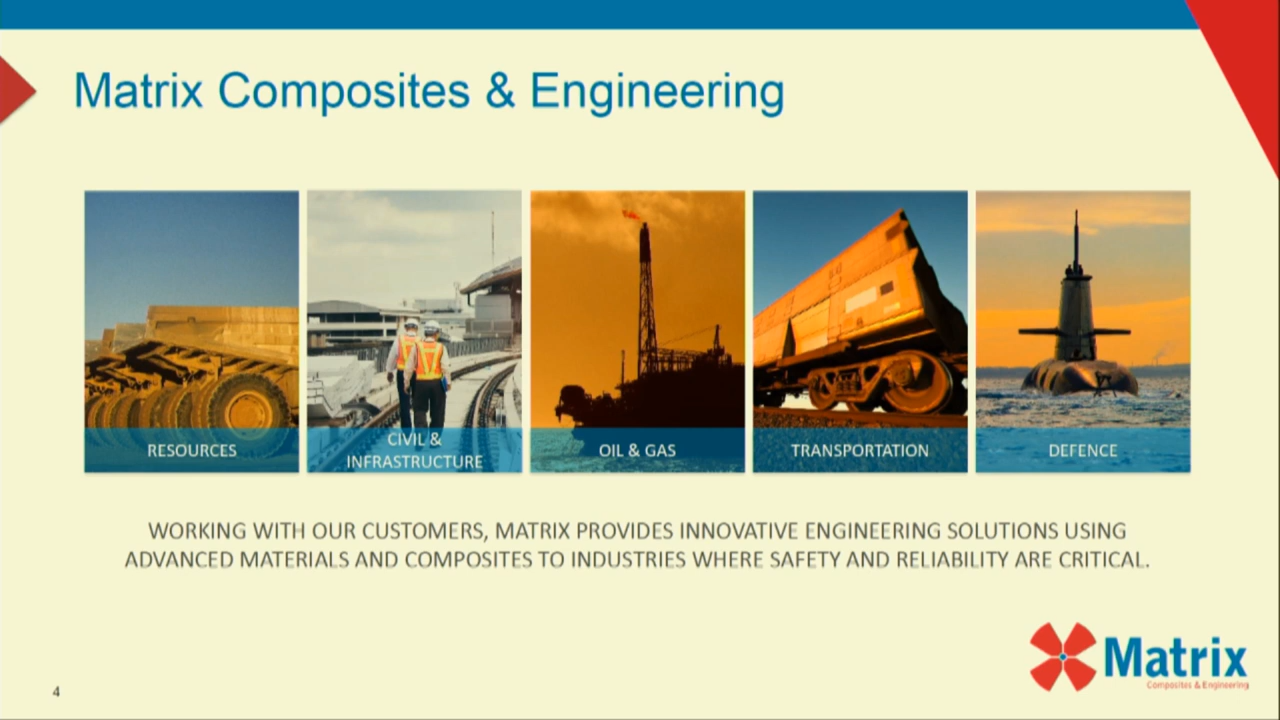 Matrix Composites & Engineering
RESOURCES
CIVIL &
INFRASTRUCTURE
OIL & GAS
TRANSPORTATION
DEFENCE
WORKING WITH OUR CUSTOMERS, MATRIX PROVIDES INNOVATIVE ENGINEERING SOLUTIONS USING
ADVANCED MATERIALS AND COMPOSITES TO INDUSTRIES WHERE SAFETY AND RELIABILITY ARE CRITICAL.
Matrix
Composites & Engineering
4